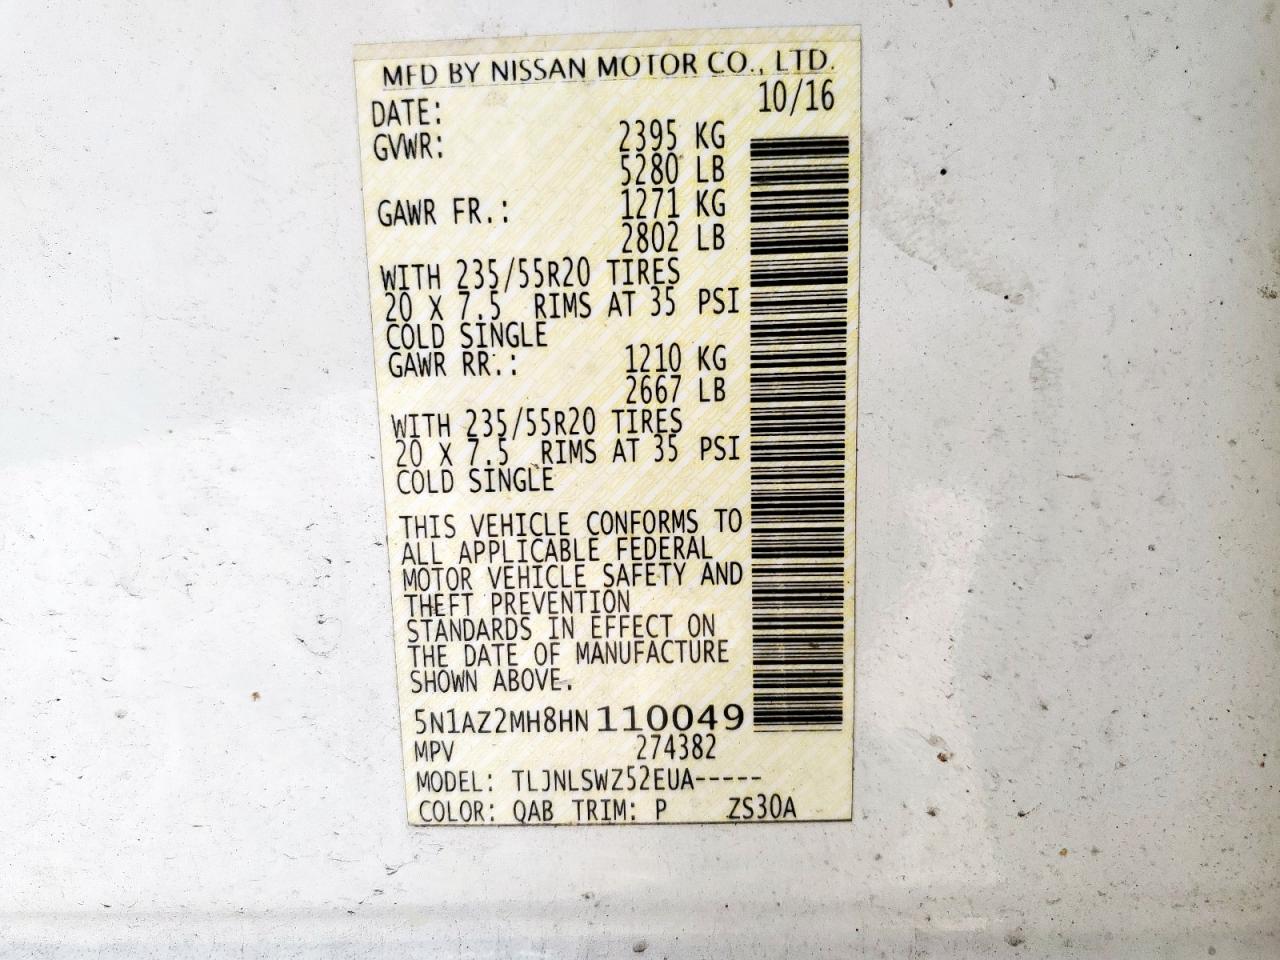 MFD BY NISSAN MOTOR CO., LTD.
DATE: 10/16
GVWR: 2395 KG
5280 LB
GAWR FR.: 1271 KG
2802 LB
WITH 235/55R20 TIRES
20 X 7.5 RIMS AT 35 PSI
COLD SINGLE
GAWR RR.: 1210 KG
2667 LB
WITH 235/55R20 TIRES
20 X 7.5 RIMS AT 35 PSI
COLD SINGLE
THIS VEHICLE CONFORMS TO
ALL APPLICABLE FEDERAL
MOTOR VEHICLE SAFETY AND
THEFT PREVENTION
STANDARDS IN EFFECT ON
THE DATE OF MANUFACTURE
SHOWN ABOVE.
5N1AZ2MH8HN110049
MPV 274382
MODEL: TLJNLSWZ52EUA-----
COLOR: QAB TRIM: P ZS30A